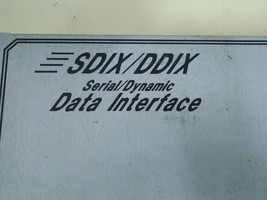 SDIX/DDIX
Serial/Dynamic
Data Interface